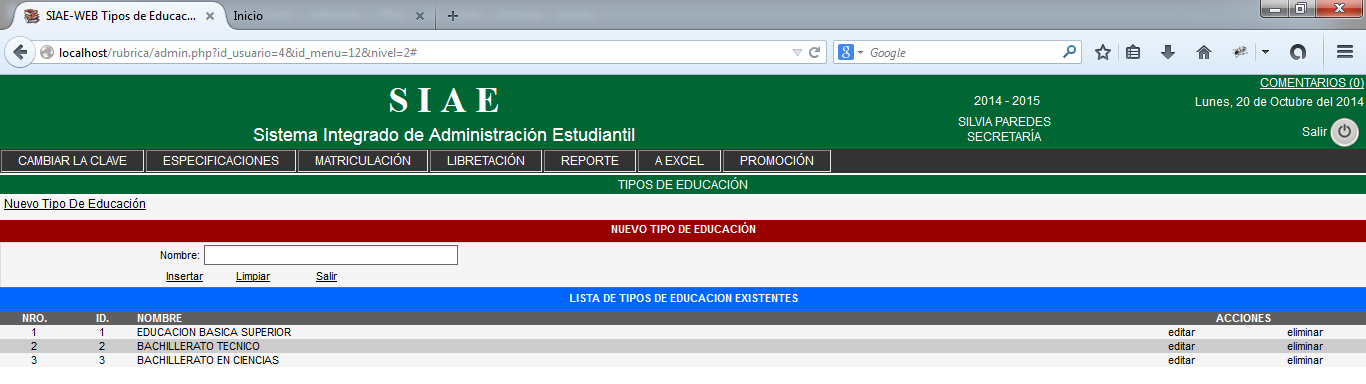 SIAE-WEB Tipos de Educac...
Inicio
localhost/rubrica/admin.php?id_usuario=4&id_menu=12&nivel=2#
Google
COMENTARIOS (0)
S I A E
2014 - 2015
Lunes, 20 de Octubre del 2014
Sistema Integrado de Administración Estudiantil
SILVIA PAREDES
SECRETARÍA
Salir
CAMBIAR LA CLAVE ESPECIFICACIONES MATRICULACIÓN LIBRETACIÓN REPORTE A EXCEL PROMOCIÓN
TIPOS DE EDUCACIÓN
Nuevo Tipo De Educación
NUEVO TIPO DE EDUCACIÓN
Nombre:
Insertar Limpiar Salir
LISTA DE TIPOS DE EDUCACION EXISTENTES
NRO. ID. NOMBRE ACCIONES
1 1 EDUCACION BASICA SUPERIOR editar eliminar
2 2 BACHILLERATO TECNICO editar eliminar
3 3 BACHILLERATO EN CIENCIAS editar eliminar